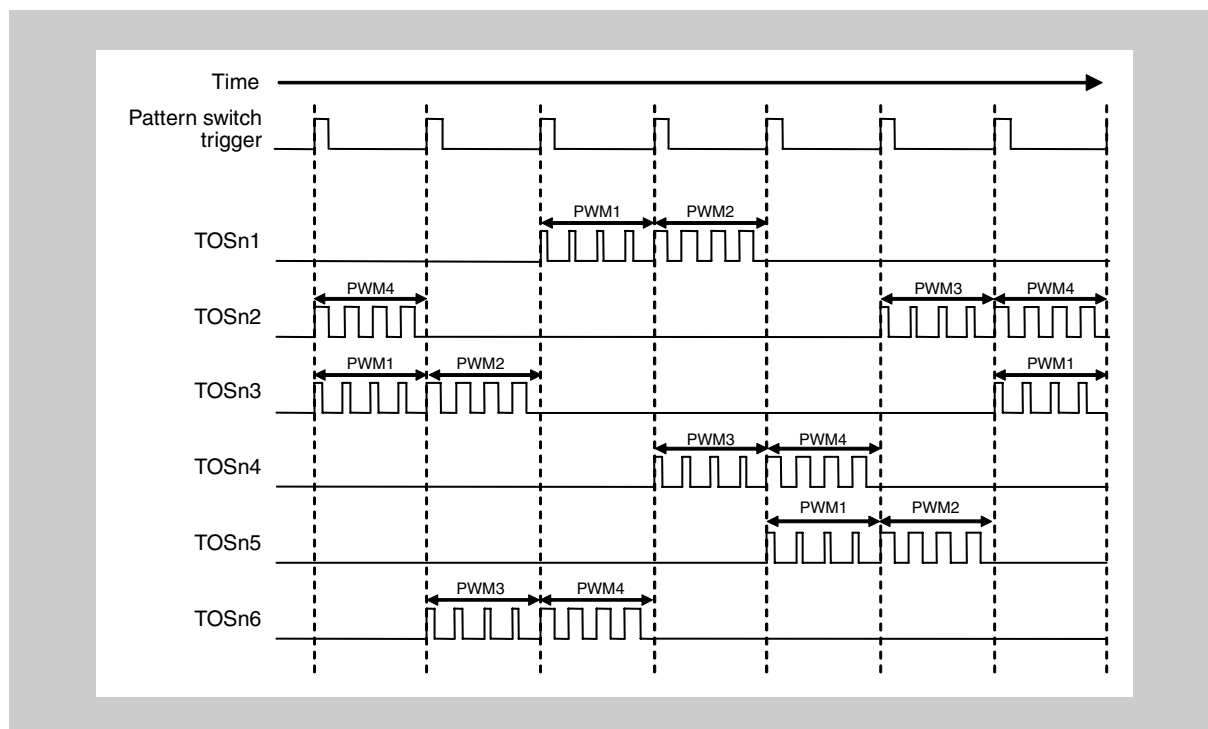 Time
Pattern switch
trigger
PWM1 PWM2
TOSn1
PWM4 PWM3 PWM4
TOSn2
PWM1 PWM2 PWM1
TOSn3
PWM3 PWM4
TOSn4
PWM1 PWM2
TOSn5
PWM3 PWM4
TOSn6